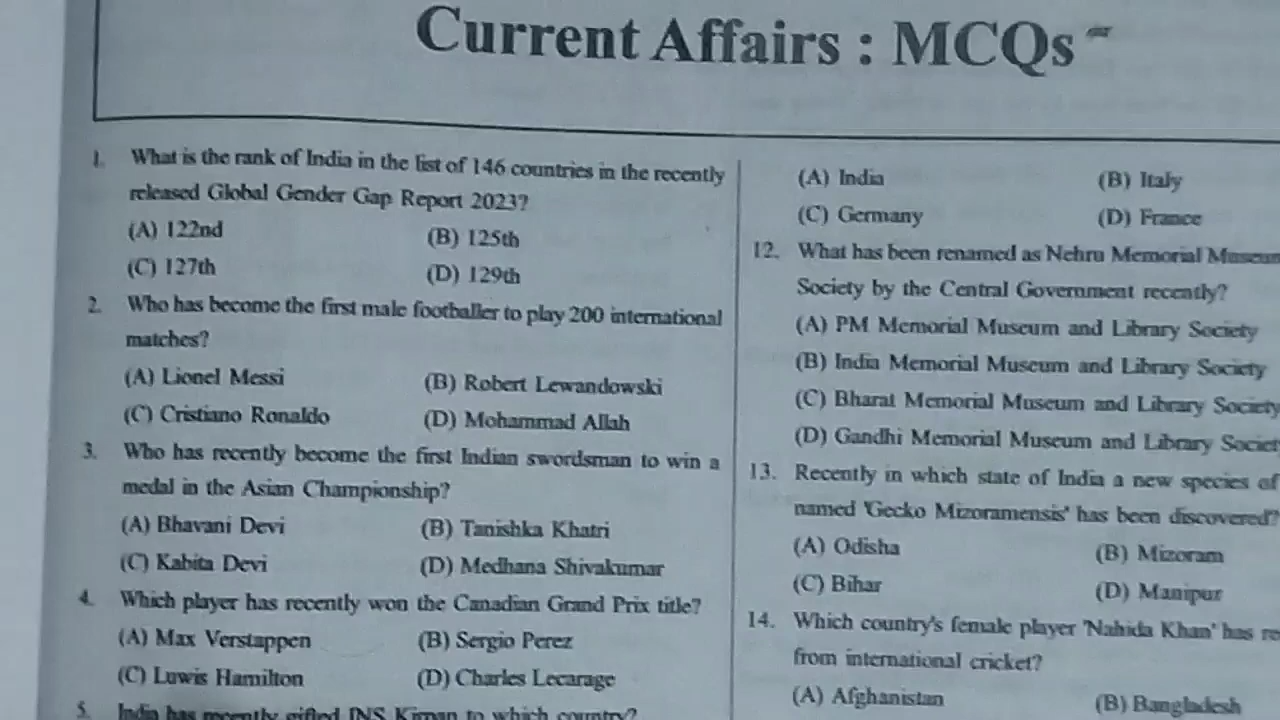 Current Affairs : MCQs
1. What is the rank of India in the list of 146 countries in the recently
released Global Gender Gap Report 2023?
(A) 122nd (B) 125th
(C) 127th (D) 129th
2. Who has become the first male footballer to play 200 international
matches?
(A) Lionel Messi (B) Robert Lewandowski
(C) Cristiano Ronaldo (D) Mohammad Allah
3. Who has recently become the first Indian swordsman to win a
medal in the Asian Championship?
(A) Bhavani Devi (B) Tanishka Khatri
(C) Kabita Devi (D) Medhana Shivakumar
4. Which player has recently won the Canadian Grand Prix title?
(A) Max Verstappen (B) Sergio Perez
(C) Luwis Hamilton (D) Charles Lecarage
5. India has recently gifted INS Kirpan to which country?
(A) India (B) Italy
(C) Germany (D) France
12. What has been renamed as Nehru Memorial Museum
Society by the Central Government recently?
(A) PM Memorial Museum and Library Society
(B) India Memorial Museum and Library Society
(C) Bharat Memorial Museum and Library Society
(D) Gandhi Memorial Museum and Library Societ
13. Recently in which state of India a new species of
named 'Gecko Mizoramensis' has been discovered?
(A) Odisha (B) Mizoram
(C) Bihar (D) Manipur
14. Which country's female player 'Nahida Khan' has re
from international cricket?
(A) Afghanistan (B) Bangladesh